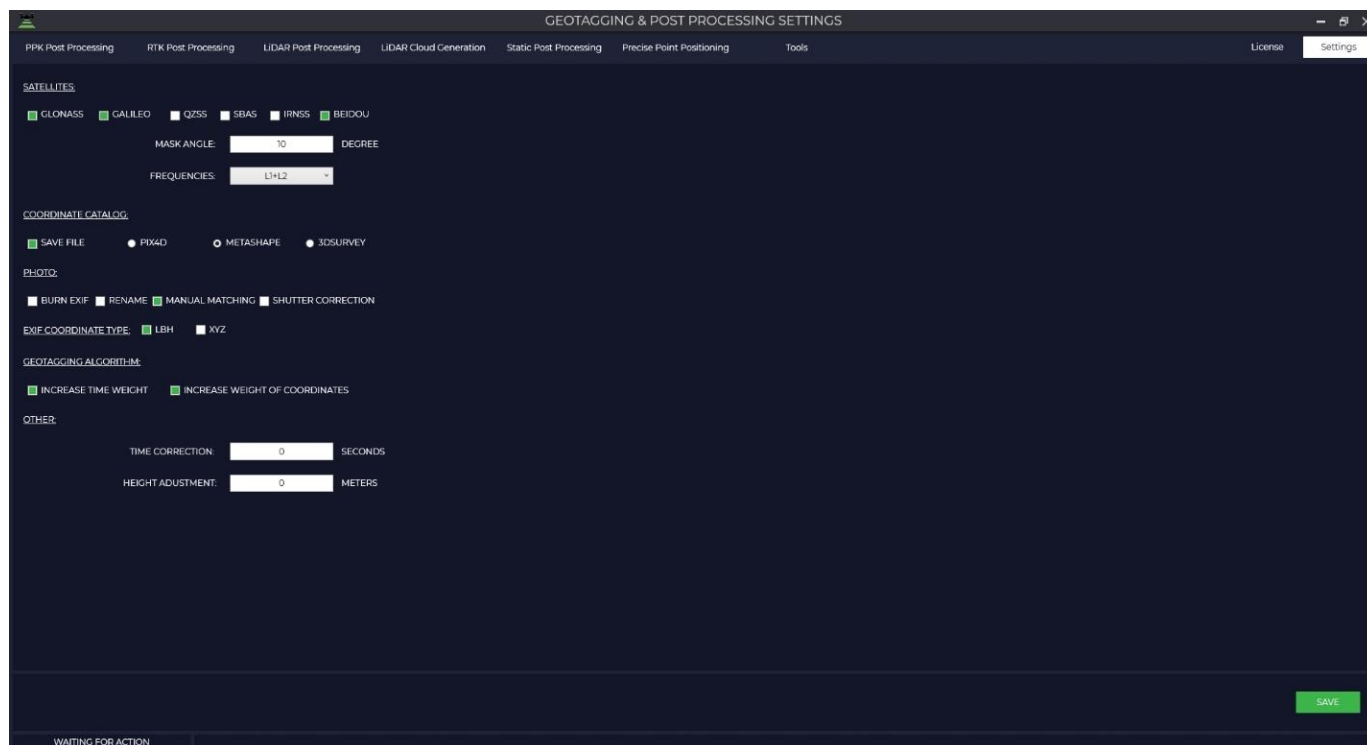 GEOTAGGING & POST PROCESSING SETTINGS
PPK Post Processing RTK Post Processing LiDAR Post Processing LiDAR Cloud Generation Static Post Processing Precise Point Positioning Tools License Settings
SATELLITES:
GLONASS GALILEO QZSS SBAS IRNSS BEIDOU
MASK ANGLE: 10 DEGREE
FREQUENCIES: L1+L2
COORDINATE CATALOG:
SAVE FILE PIX4D METASHAPE 3DSURVEY
PHOTO:
BURN EXIF RENAME MANUAL MATCHING SHUTTER CORRECTION
EXIF COORDINATE TYPE: LBH XYZ
GEOTAGGING ALGORITHM:
INCREASE TIME WEIGHT INCREASE WEIGHT OF COORDINATES
OTHER:
TIME CORRECTION: 0 SECONDS
HEIGHT ADUSTMENT: 0 METERS
SAVE
WAITING FOR ACTION